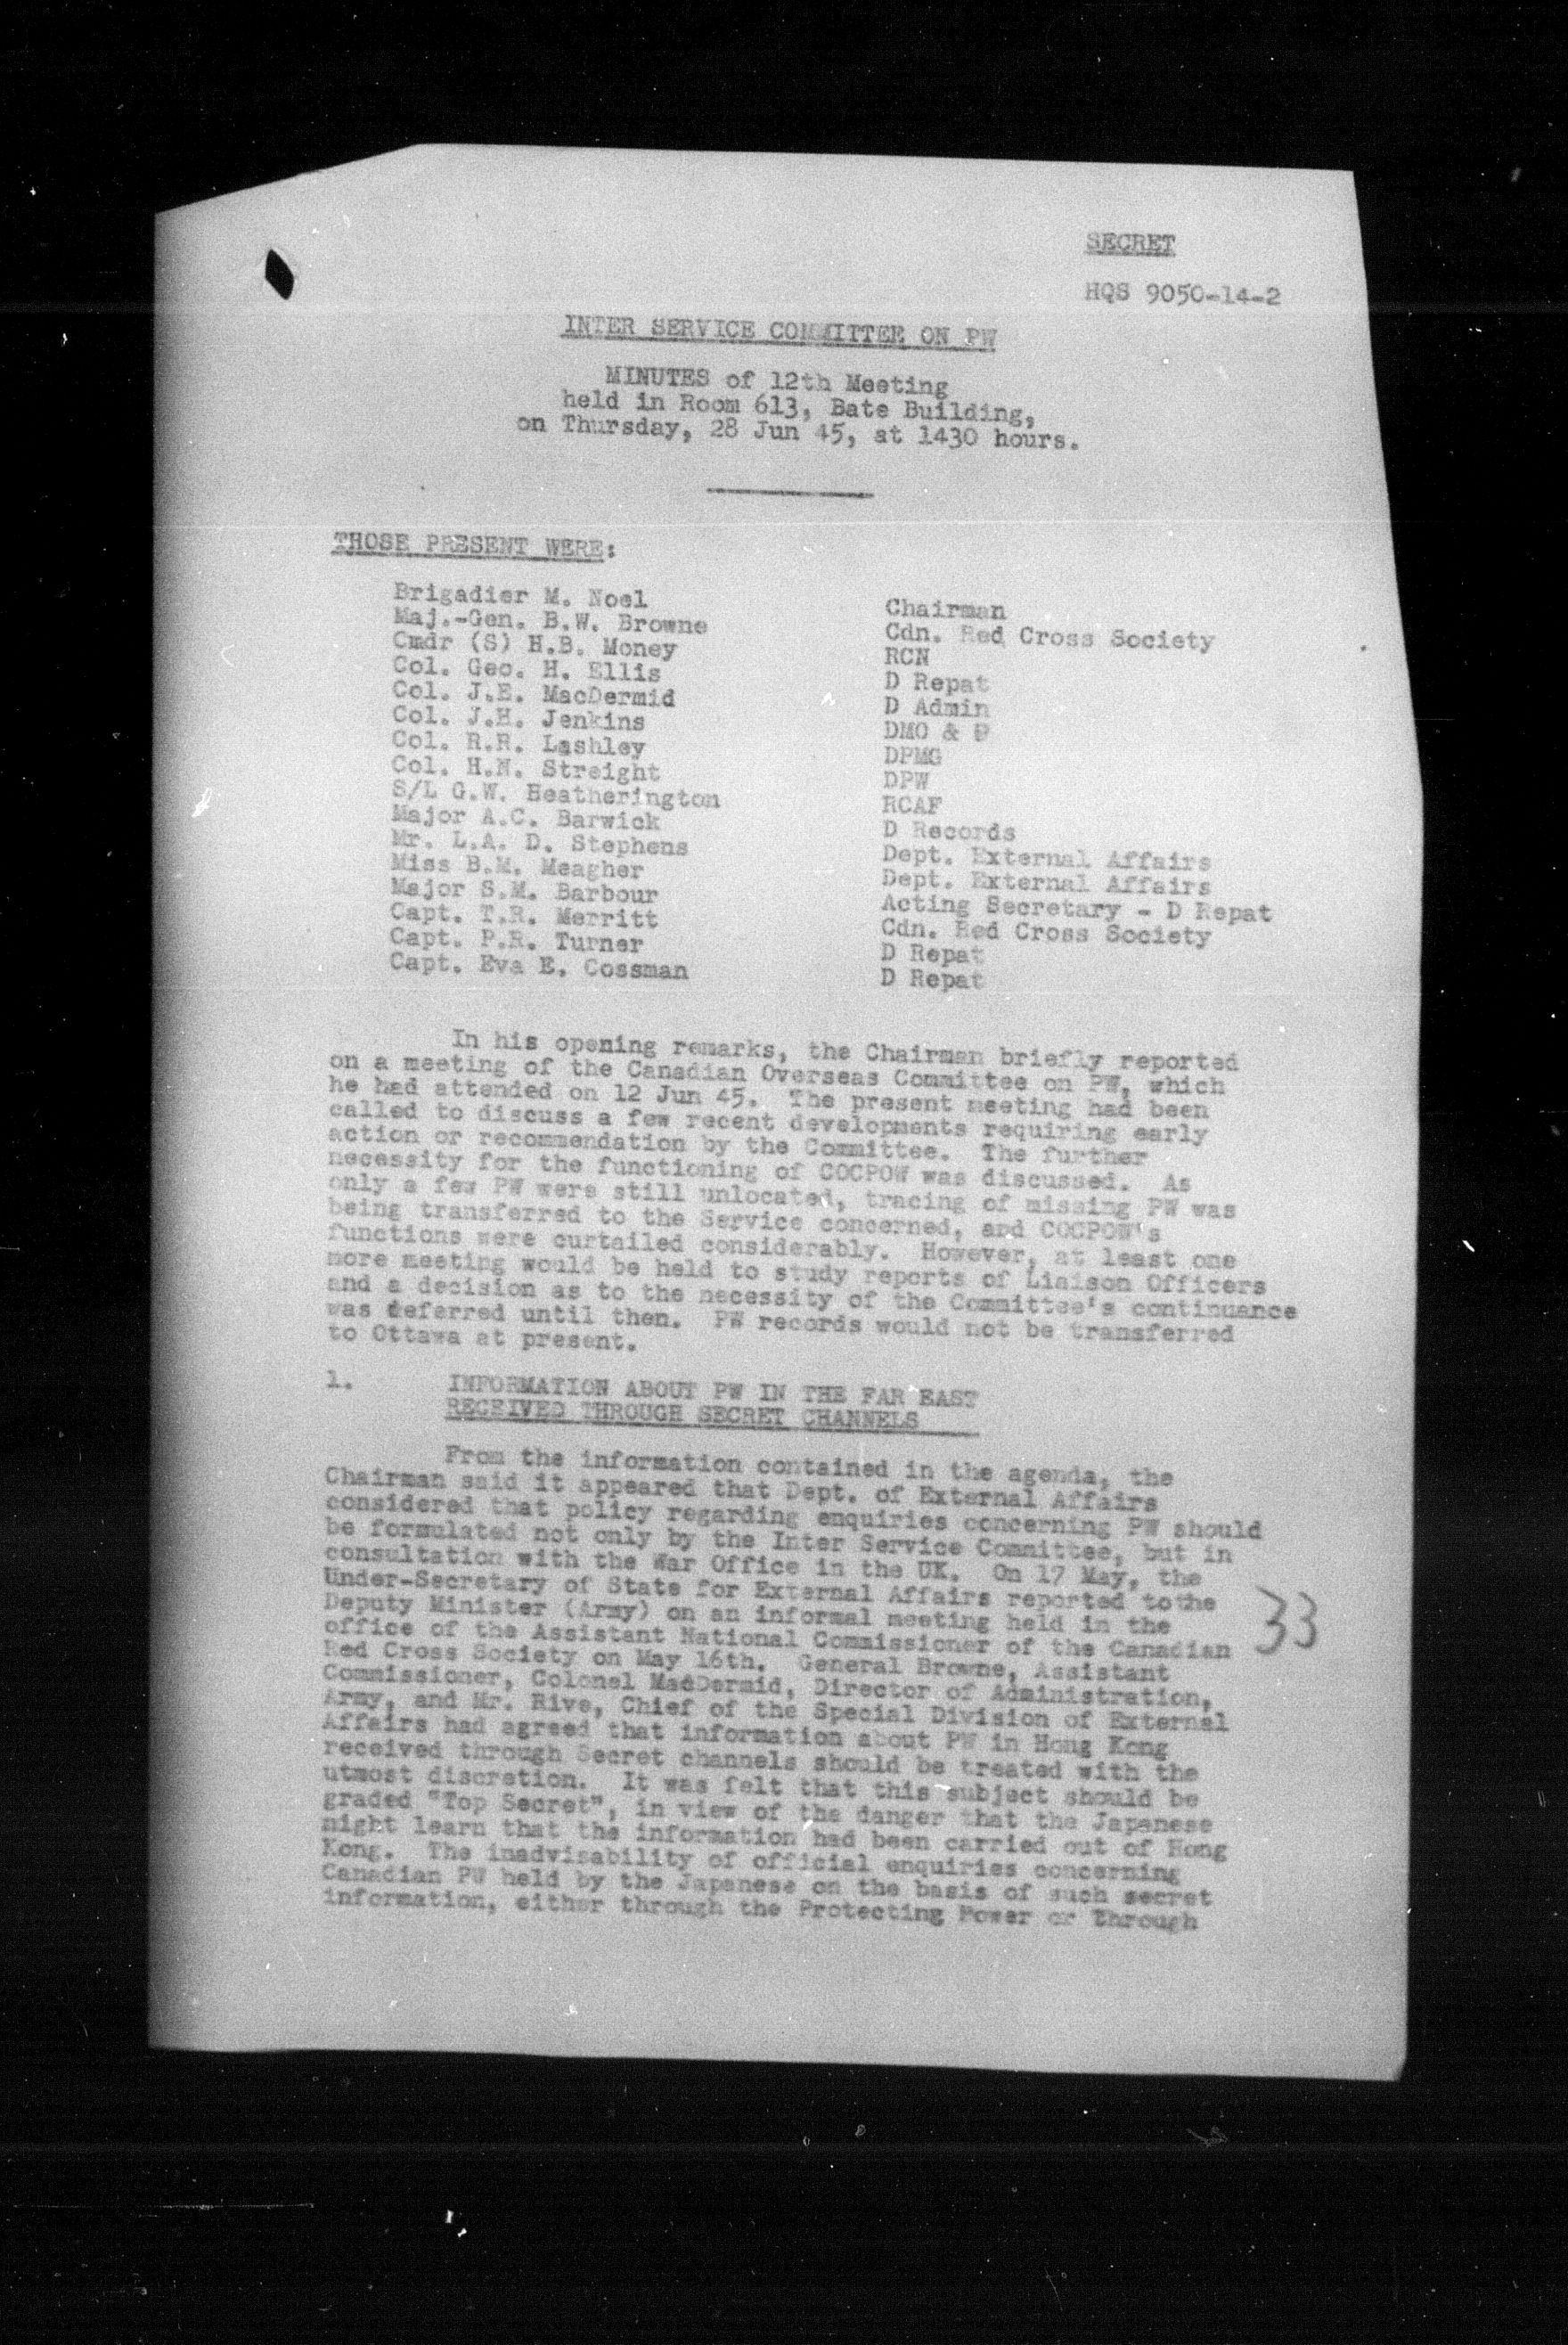 SECRET
HQS 9050-14-2
INTER SERVICE COMMITTEE ON PW
MINUTES of 12th Meeting
held in Room 613, Bate Building,
on Thursday, 28 Jun 45, at 1430 hours.
THOSE PRESENT WERE:
Brigadier M. Noel Chairman
Maj.-Gen. B.W. Browne Cdn. Red Cross Society
Cmdr (S) H.B. Money RCN
Col. Geo. H. Ellis D Repat
Col. J.E. MacDermid D Admin
Col. J.H. Jenkins DMO & P
Col. R.R. Lashley DPMG
Col. H.N. Streight DPW
S/L G.W. Heatherington RCAF
Major A.C. Barwick D Records
Mr. L.A. D. Stephens Dept. External Affairs
Miss B.M. Meagher Dept. External Affairs
Major S.M. Barbour Acting Secretary - D Repat
Capt. T.R. Merritt Cdn. Red Cross Society
Capt. P.R. Turner D Repat
Capt. Eva E. Cossman D Repat
In his opening remarks, the Chairman briefly reported
on a meeting of the Canadian Overseas Committee on PW, which
he had attended on 12 Jun 45. The present meeting had been
called to discuss a few recent developments requiring early
action or recommendation by the Committee. The further
necessity for the functioning of COCPOW was discussed. As
only a few PW were still unlocated, tracing of missing PW was
being transferred to the Service concerned, and COCPOW's
functions were curtailed considerably. However, at least one
more meeting would be held to study reports of Liaison Officers
and a decision as to the necessity of the Committee's continuance
was deferred until then. PW records would not be transferred
to Ottawa at present.
1. INFORMATION ABOUT PW IN THE FAR EAST
RECEIVED THROUGH SECRET CHANNELS
From the information contained in the agenda, the
Chairman said it appeared that Dept. of External Affairs
considered that policy regarding enquiries concerning PW should
be formulated not only by the Inter Service Committee, but in
consultation with the War Office in the UK. On 17 May, the
Under-Secretary of State for External Affairs reported to the
Deputy Minister (Army) on an informal meeting held in the
office of the Assistant National Commissioner of the Canadian
Red Cross Society on May 16th. General Browne, Assistant
Commissioner, Colonel MacDermid, Director of Administration,
Army, and Mr. Rive, Chief of the Special Division of External
Affairs had agreed that information about PW in Hong Kong
received through Secret channels should be treated with the
utmost discretion. It was felt that this subject should be
graded "Top Secret", in view of the danger that the Japanese
might learn that the information had been carried out of Hong
Kong. The inadvisability of official enquiries concerning
Canadian PW held by the Japanese on the basis of such secret
information, either through the Protecting Power or through
33